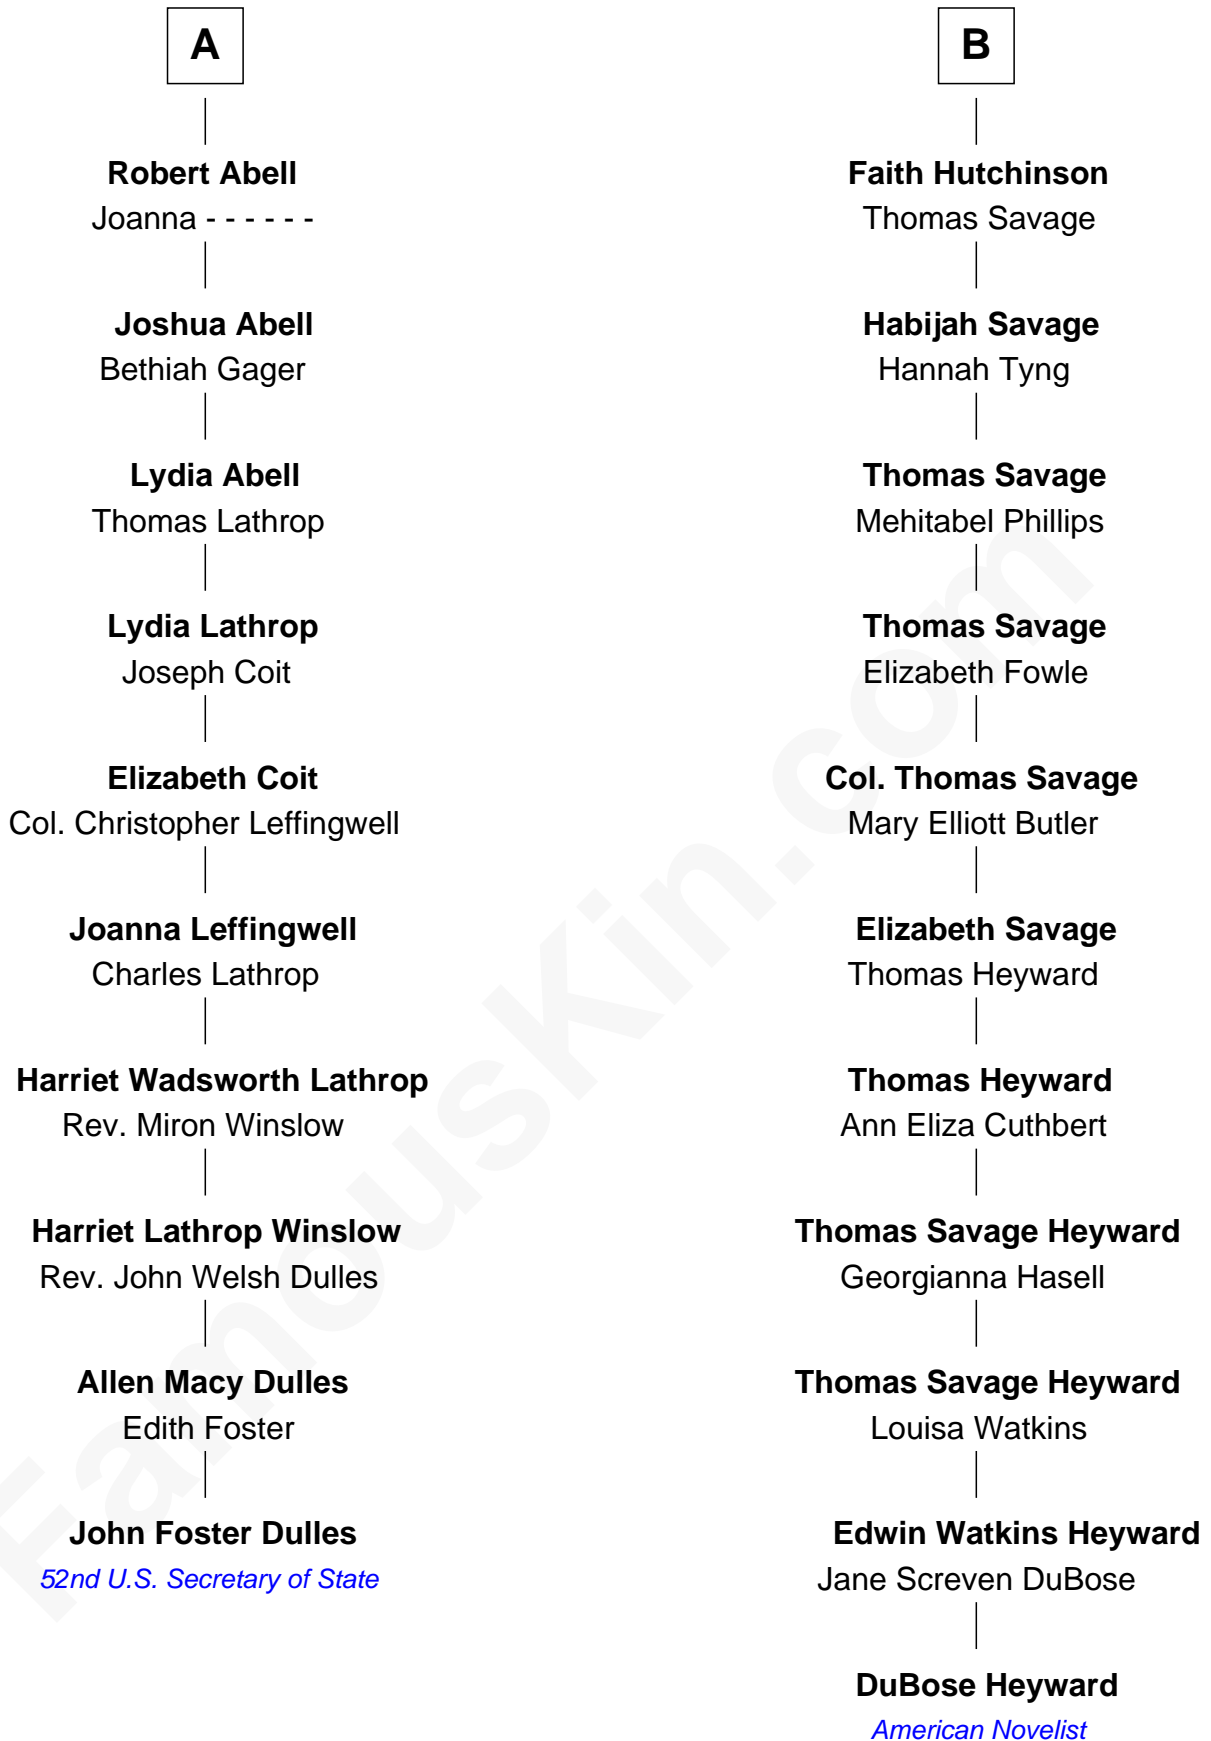 A
Robert Abell
Joanna - - - - - -
Joshua Abell
Bethiah Gager
Lydia Abell
Thomas Lathrop
Lydia Lathrop
Joseph Coit
Elizabeth Coit
Col. Christopher Leffingwell
Joanna Leffingwell
Charles Lathrop
Harriet Wadsworth Lathrop
Rev. Miron Winslow
Harriet Lathrop Winslow
Rev. John Welsh Dulles
Allen Macy Dulles
Edith Foster
John Foster Dulles
52nd U.S. Secretary of State
B
Faith Hutchinson
Thomas Savage
Habijah Savage
Hannah Tyng
Thomas Savage
Mehitabel Phillips
Thomas Savage
Elizabeth Fowle
Col. Thomas Savage
Mary Elliott Butler
Elizabeth Savage
Thomas Heyward
Thomas Heyward
Ann Eliza Cuthbert
Thomas Savage Heyward
Georgianna Hasell
Thomas Savage Heyward
Louisa Watkins
Edwin Watkins Heyward
Jane Screven DuBose
DuBose Heyward
American Novelist
FamousKin.com